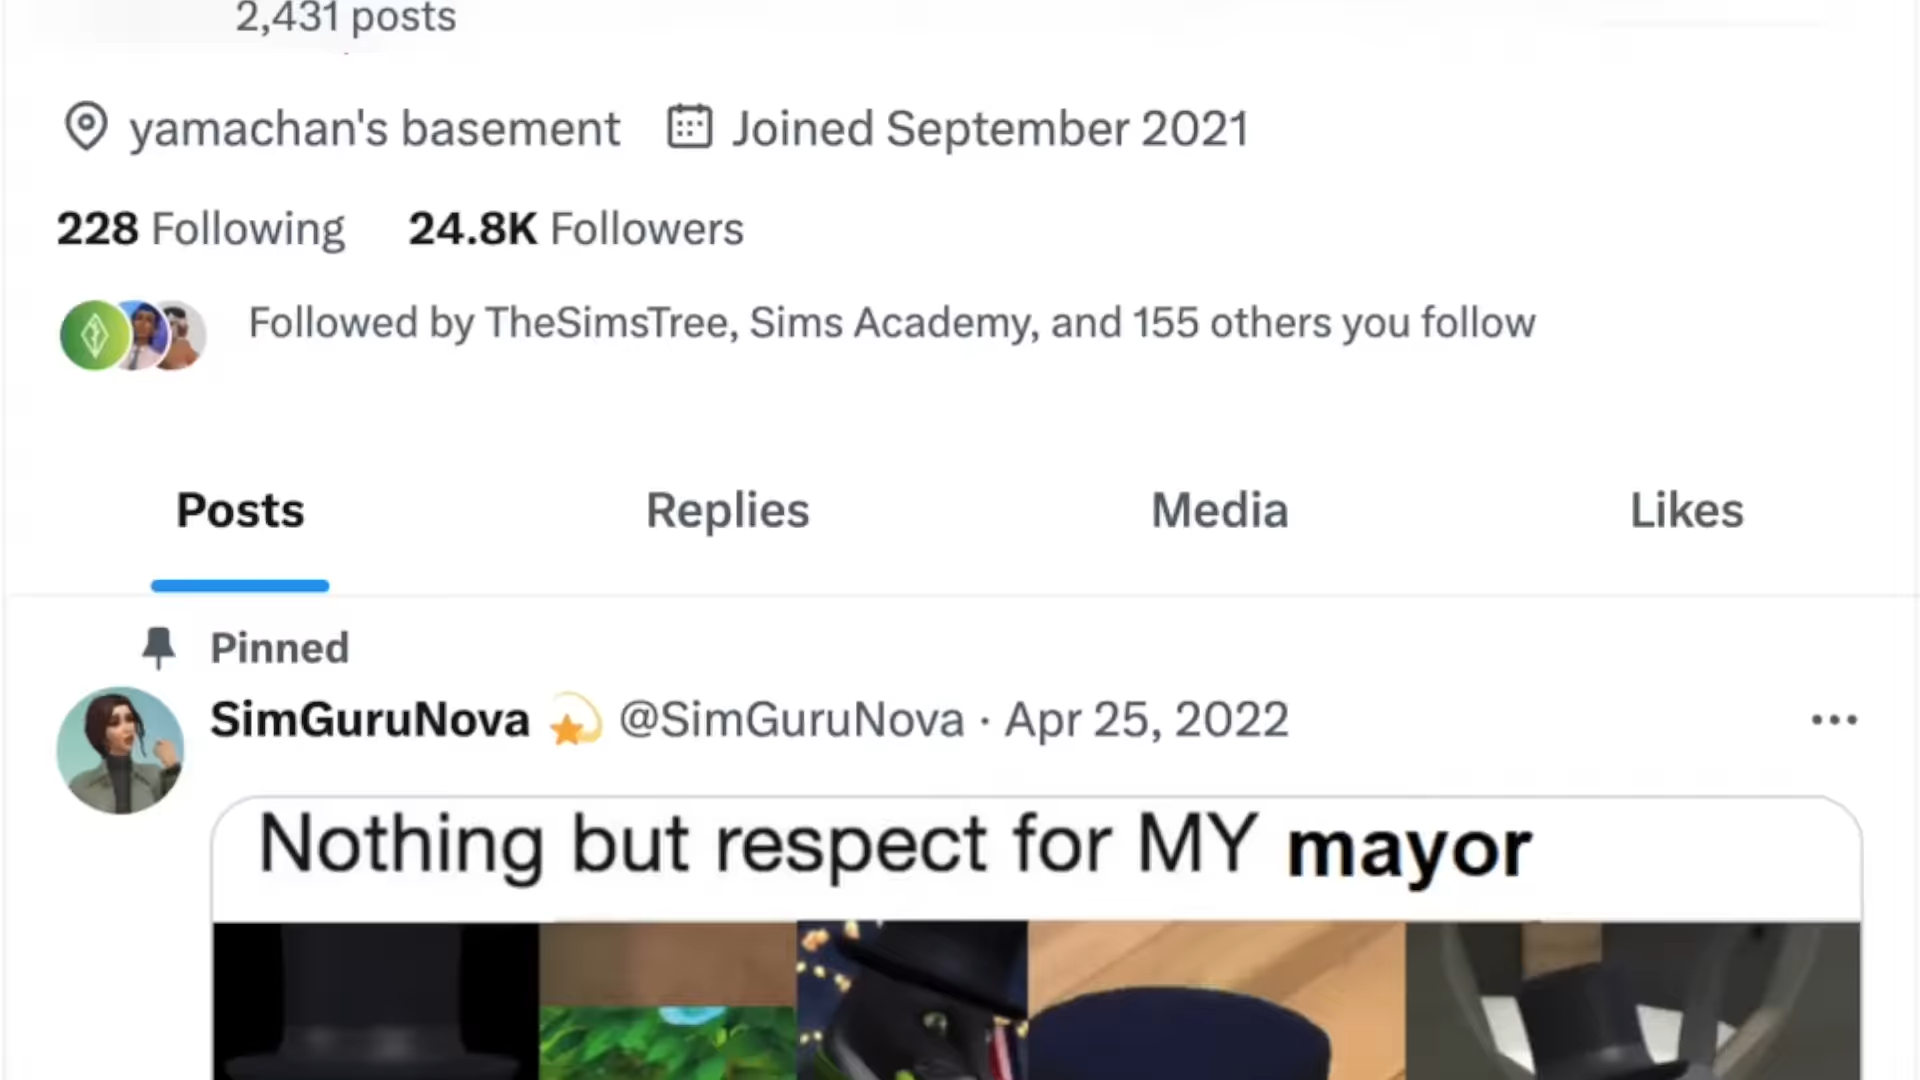 2,431 posts
yamachan's basement Joined September 2021
228 Following 24.8K Followers
Followed by TheSimsTree, Sims Academy, and 155 others you follow
Posts Replies Media Likes
Pinned
SimGuruNova 💫 @SimGuruNova · Apr 25, 2022
Nothing but respect for MY mayor